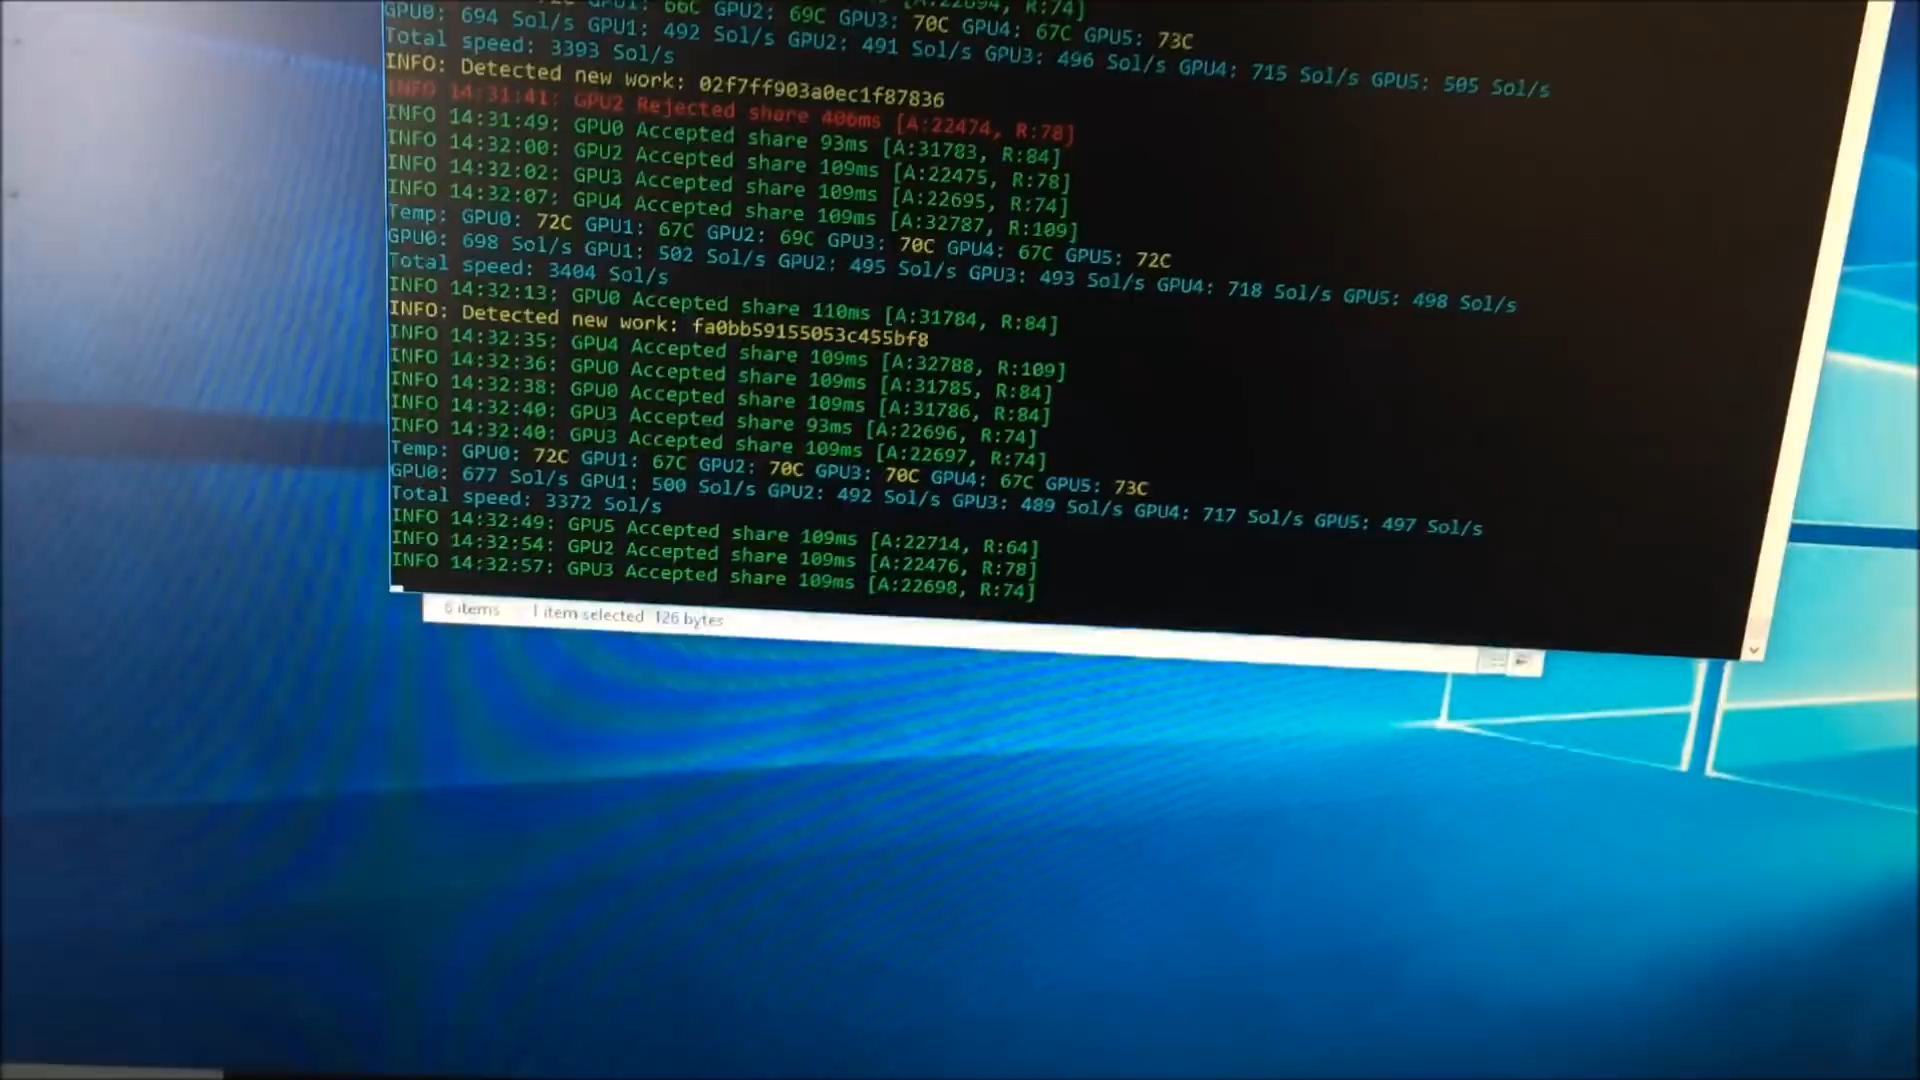 GPU1: 66C GPU2: 69C GPU3: 70C GPU4: 67C GPU5: 73C
GPU0: 694 Sol/s GPU1: 492 Sol/s GPU2: 491 Sol/s GPU3: 496 Sol/s GPU4: 715 Sol/s GPU5: 505 Sol/s
Total speed: 3393 Sol/s
INFO: Detected new work: 02f7ff903a0ec1f87836
INFO 14:31:41: GPU2 Rejected share 406ms [A:22474, R:78]
INFO 14:31:49: GPU0 Accepted share 93ms [A:31783, R:84]
INFO 14:32:00: GPU2 Accepted share 109ms [A:22475, R:78]
INFO 14:32:02: GPU3 Accepted share 109ms [A:22695, R:74]
INFO 14:32:07: GPU4 Accepted share 109ms [A:32787, R:109]
Temp: GPU0: 72C GPU1: 67C GPU2: 69C GPU3: 70C GPU4: 67C GPU5: 72C
GPU0: 698 Sol/s GPU1: 502 Sol/s GPU2: 495 Sol/s GPU3: 493 Sol/s GPU4: 718 Sol/s GPU5: 498 Sol/s
Total speed: 3404 Sol/s
INFO 14:32:13: GPU0 Accepted share 110ms [A:31784, R:84]
INFO: Detected new work: fa0bb59155053c455bf8
INFO 14:32:35: GPU4 Accepted share 109ms [A:32788, R:109]
INFO 14:32:36: GPU0 Accepted share 109ms [A:31785, R:84]
INFO 14:32:38: GPU0 Accepted share 109ms [A:31786, R:84]
INFO 14:32:40: GPU3 Accepted share 93ms [A:22696, R:74]
INFO 14:32:40: GPU3 Accepted share 109ms [A:22697, R:74]
Temp: GPU0: 72C GPU1: 67C GPU2: 70C GPU3: 70C GPU4: 67C GPU5: 73C
GPU0: 677 Sol/s GPU1: 500 Sol/s GPU2: 492 Sol/s GPU3: 489 Sol/s GPU4: 717 Sol/s GPU5: 497 Sol/s
Total speed: 3372 Sol/s
INFO 14:32:49: GPU5 Accepted share 109ms [A:22714, R:64]
INFO 14:32:54: GPU2 Accepted share 109ms [A:22476, R:78]
INFO 14:32:57: GPU3 Accepted share 109ms [A:22698, R:74]
6 items 1 item selected 126 bytes